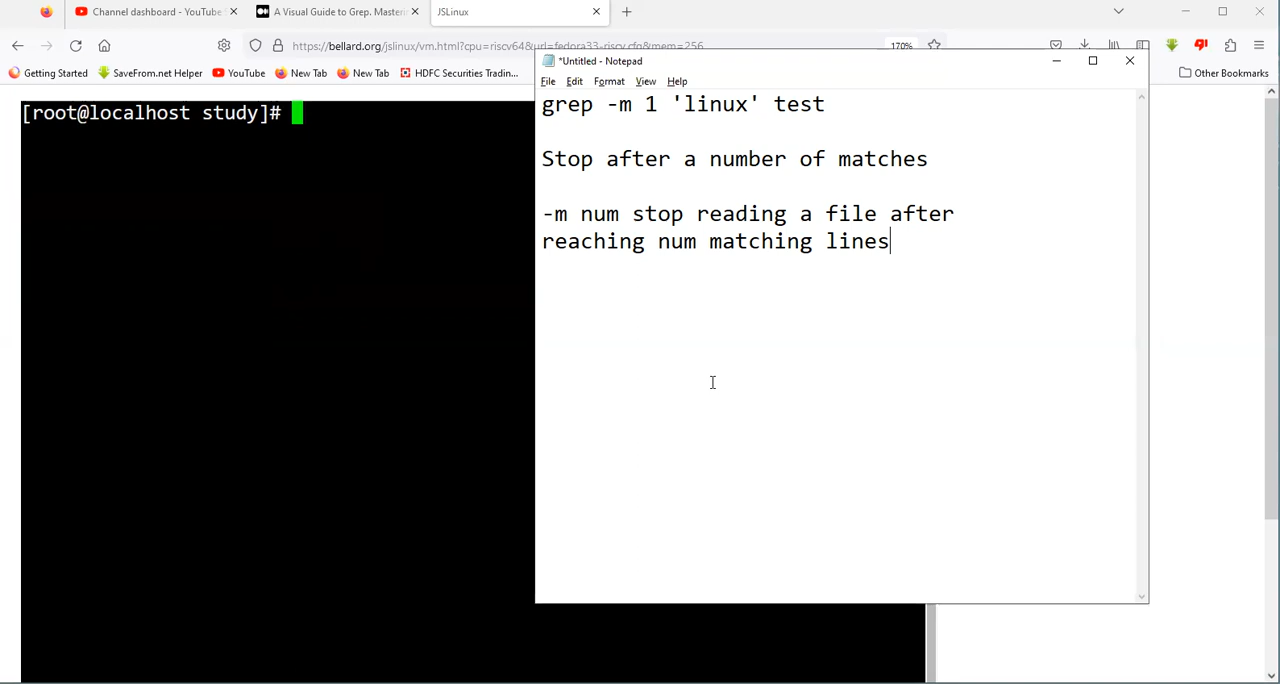 Channel dashboard - YouTube
A Visual Guide to Grep. Masterin
JSLinux
https://bellard.org/jslinux/vm.html?cpu=riscv64&url=fedora33-riscv.cfg&mem=256
170%
Getting Started
SaveFrom.net Helper
YouTube
New Tab
New Tab
HDFC Securities Tradin...
Other Bookmarks
*Untitled - Notepad
File Edit Format View Help
[root@localhost study]#
grep -m 1 'linux' test
Stop after a number of matches
-m num stop reading a file after
reaching num matching lines